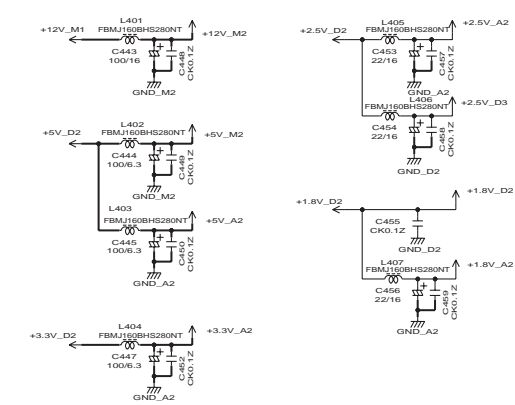 L401
FBMJ160BHS280NT
+12V_M1
+12V_M2
C443
100/16
C448
CK0.1Z
GND_M2
L402
FBMJ160BHS280NT
+5V_D2
+5V_M2
C444
100/6.3
C449
CK0.1Z
GND_M2
L403
FBMJ160BHS280NT
+5V_A2
C445
100/6.3
C450
CK0.1Z
GND_A2
L404
FBMJ160BHS280NT
+3.3V_D2
+3.3V_A2
C447
100/6.3
C452
CK0.1Z
GND_A2
L405
FBMJ160BHS280NT
+2.5V_D2
+2.5V_A2
C453
22/16
C457
CK0.1Z
GND_A2
L406
FBMJ160BHS280NT
+2.5V_D3
C454
22/16
C458
CK0.1Z
GND_D2
+1.8V_D2
+1.8V_D2
C455
CK0.1Z
GND_D2
L407
FBMJ160BHS280NT
+1.8V_A2
C456
22/16
C459
CK0.1Z
GND_A2